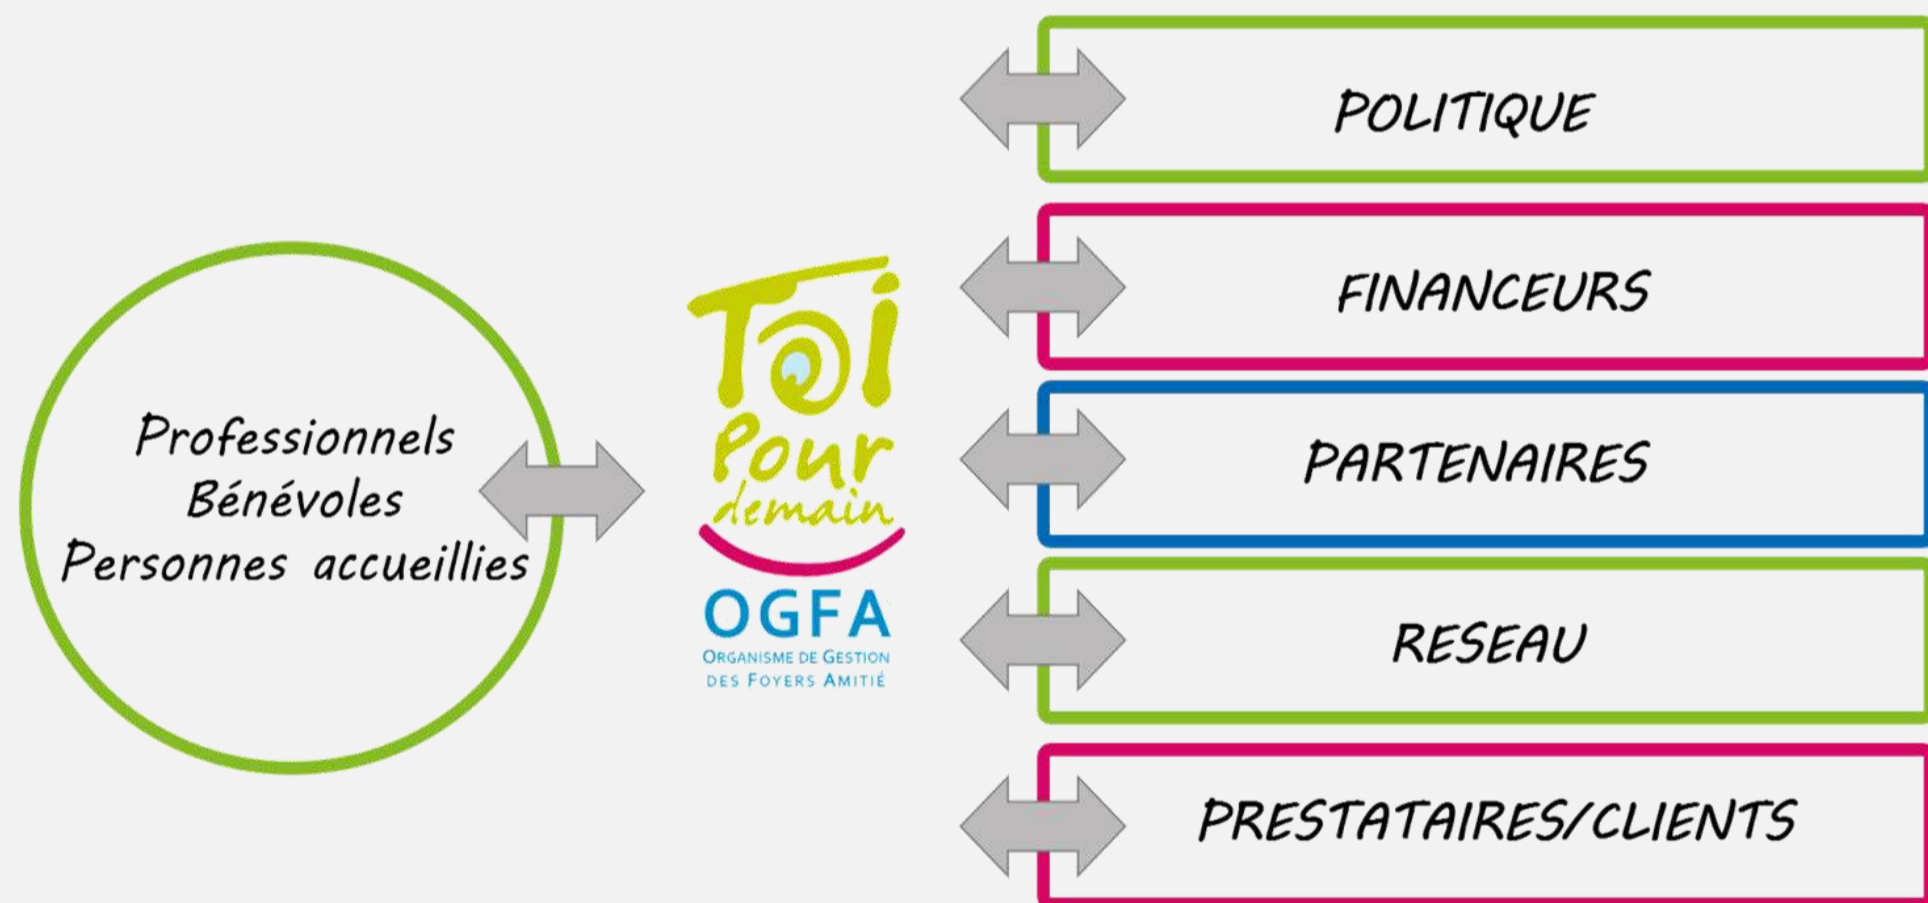 Professionnels
Bénévoles
Personnes accueillies
Toi
Pour
demain
OGFA
ORGANISME DE GESTION
DES FOYERS AMITIÉ
POLITIQUE
FINANCEURS
PARTENAIRES
RESEAU
PRESTATAIRES/CLIENTS